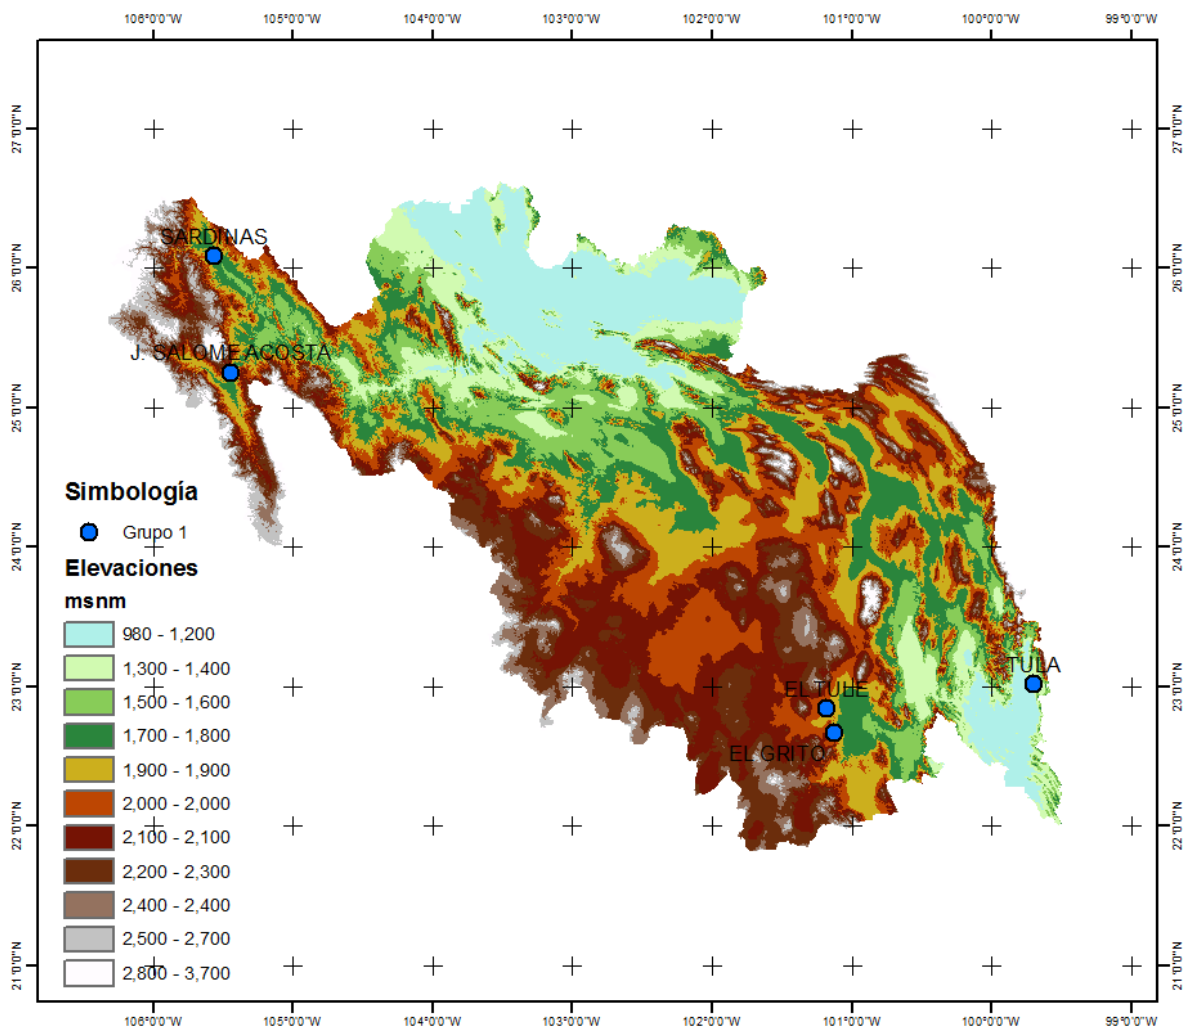 106°0'0"W 105°0'0"W 104°0'0"W 103°0'0"W 102°0'0"W 101°0'0"W 100°0'0"W 99°0'0"W
27°0'0"N 27°0'0"N
SARDINAS
26°0'0"N 26°0'0"N
J. SALOME ACOSTA
25°0'0"N 25°0'0"N
Simbología
Grupo 1
24°0'0"N 24°0'0"N
Elevaciones
msnm
980 - 1,200
1,300 - 1,400
TULA
23°0'0"N 23°0'0"N
EL TULE
1,500 - 1,600
1,700 - 1,800
EL GRITO
1,900 - 1,900
2,000 - 2,000
22°0'0"N 22°0'0"N
2,100 - 2,100
2,200 - 2,300
2,400 - 2,400
2,500 - 2,700
21°0'0"N 21°0'0"N
2,800 - 3,700
106°0'0"W 105°0'0"W 104°0'0"W 103°0'0"W 102°0'0"W 101°0'0"W 100°0'0"W 99°0'0"W